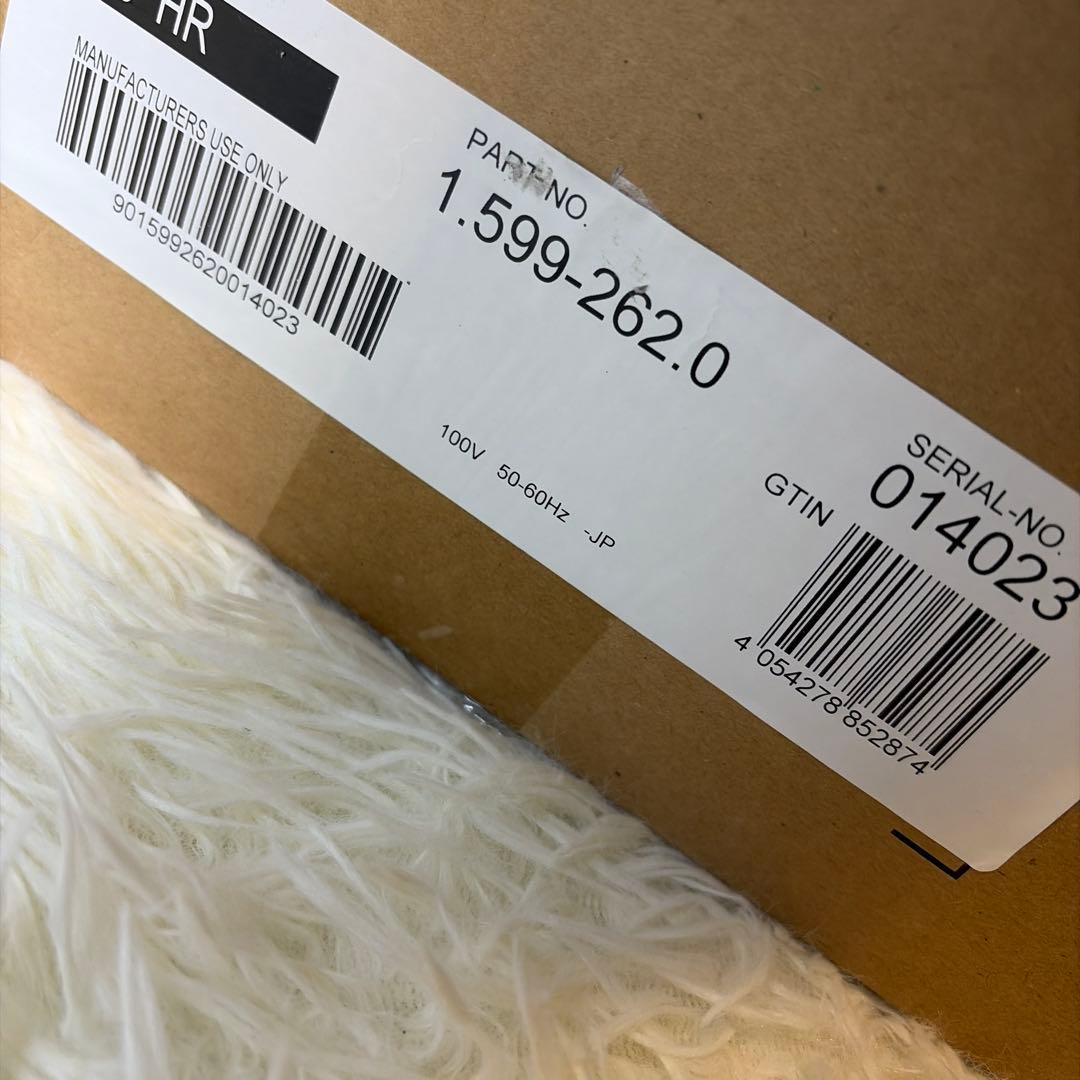 HR
MANUFACTURERS USE ONLY
9015992620014023
PART-NO.
1.599-262.0
100V 50-60Hz -JP
SERIAL-NO.
014023
GTIN
4 054278 852874